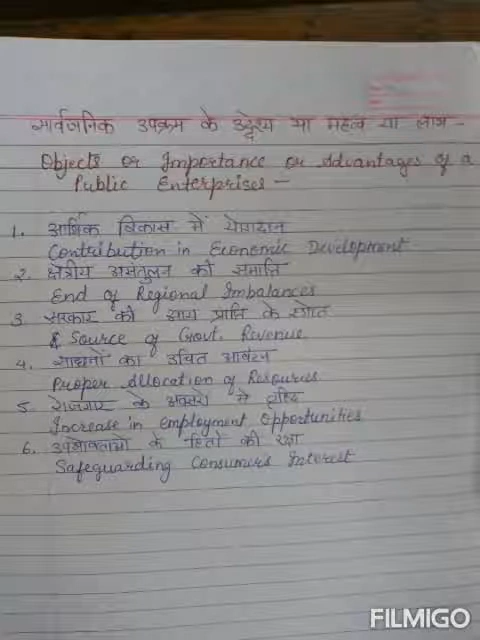 सार्वजनिक उपक्रम के उद्देश्य या महत्व या लाभ -
Objects or Importance or Advantages of a
Public Enterprises -
1. आर्थिक विकास में योगदान
Contribution in Economic Development
2. क्षेत्रीय असंतुलन की समाप्ति
End of Regional Imbalances
3. सरकार की आय प्राप्ति के स्रोत
& Source of Govt. Revenue
4. साधनों का उचित आवंटन
Proper Allocation of Resources
5. रोजगार के अवसरों में वृद्धि
Increase in Employment Opportunities
6. उपभोक्ताओं के हितों की रक्षा
Safeguarding Consumer's Interest
FILMIGO